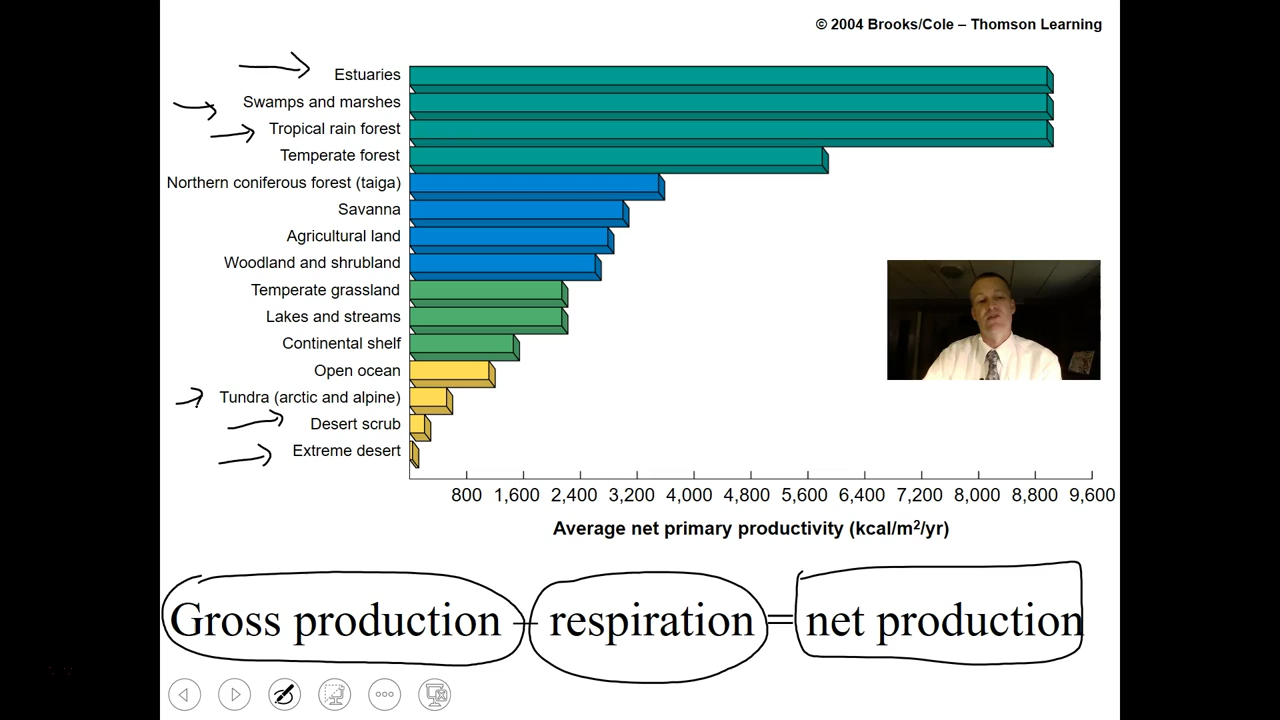 © 2004 Brooks/Cole – Thomson Learning
Estuaries
Swamps and marshes
Tropical rain forest
Temperate forest
Northern coniferous forest (taiga)
Savanna
Agricultural land
Woodland and shrubland
Temperate grassland
Lakes and streams
Continental shelf
Open ocean
Tundra (arctic and alpine)
Desert scrub
Extreme desert
800 1,600 2,400 3,200 4,000 4,800 5,600 6,400 7,200 8,000 8,800 9,600
Average net primary productivity (kcal/m²/yr)
Gross production – respiration = net production